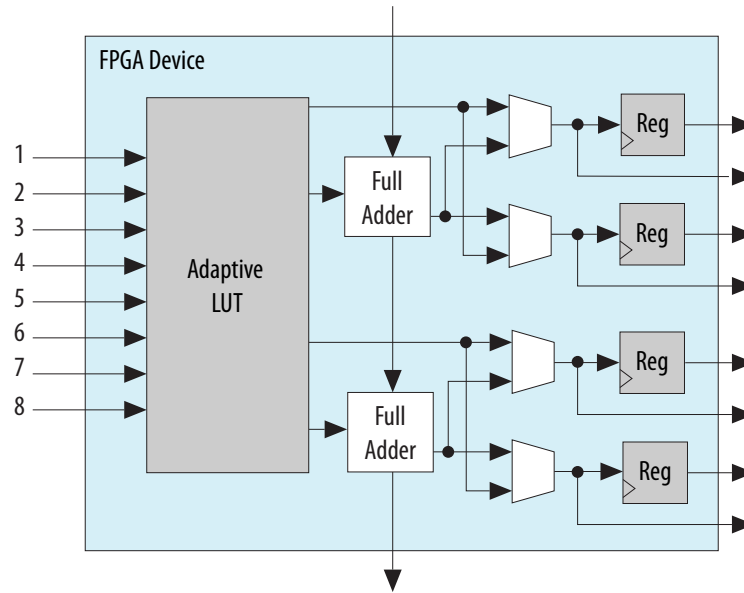 FPGA Device
1
2
3
4
5
6
7
8
Adaptive
LUT
Full
Adder
Full
Adder
Reg
Reg
Reg
Reg